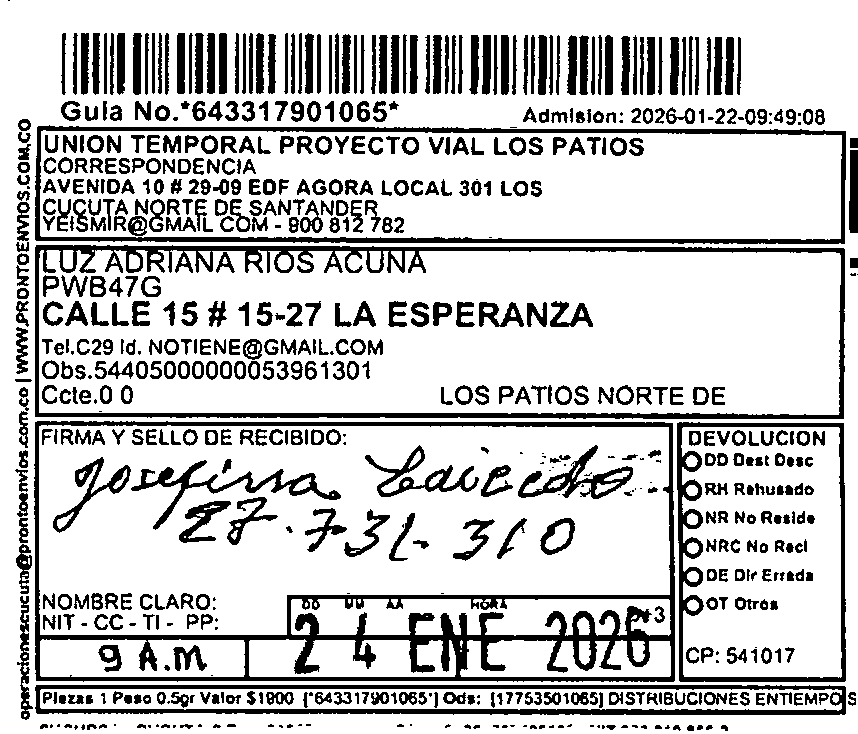 Guia No.*643317901065*
Admision: 2026-01-22-09:49:08
operacionescucuta@prontoenvios.com.co | WWW.PRONTOENVIOS.COM.CO
UNION TEMPORAL PROYECTO VIAL LOS PATIOS
CORRESPONDENCIA
AVENIDA 10 # 29-09 EDF AGORA LOCAL 301 LOS
CUCUTA NORTE DE SANTANDER
YEISMIR@GMAIL COM - 900 812 782
LUZ ADRIANA RIOS ACUNA
PWB47G
CALLE 15 # 15-27 LA ESPERANZA
Tel.C29 Id. NOTIENE@GMAIL.COM
Obs.54405000000053961301
Ccte.0 0 LOS PATIOS NORTE DE
FIRMA Y SELLO DE RECIBIDO:
Josefina Caicedo
27.731.310
NOMBRE CLARO:
NIT - CC - TI - PP:
DD MM AA HORA
24 ENE 2026
9 A.M
DEVOLUCION
DD Dest Desc
RH Rehusado
NR No Reside
NRC No Recl
DE Dir Errada
OT Otros
CP: 541017
Piezas 1 Peso 0.5gr Valor $1800 [*643317901065*] Ods: [17753501065] DISTRIBUCIONES ENTIEMPO S